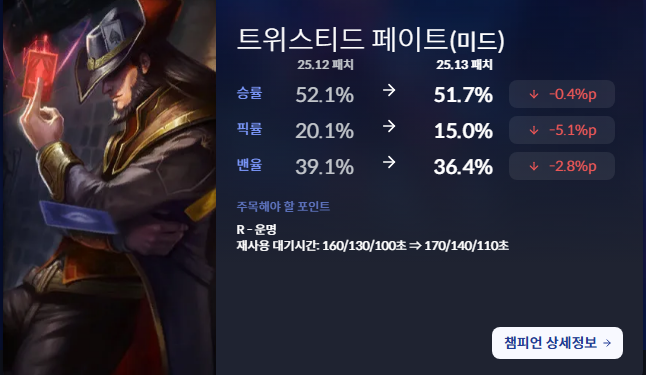 트위스티드 페이트(미드)
25.12 패치 25.13 패치
승률 52.1% → 51.7% ↓ -0.4%p
픽률 20.1% → 15.0% ↓ -5.1%p
밴율 39.1% → 36.4% ↓ -2.8%p
주목해야 할 포인트
R - 운명
재사용 대기시간: 160/130/100초 ⇒ 170/140/110초
챔피언 상세정보 →